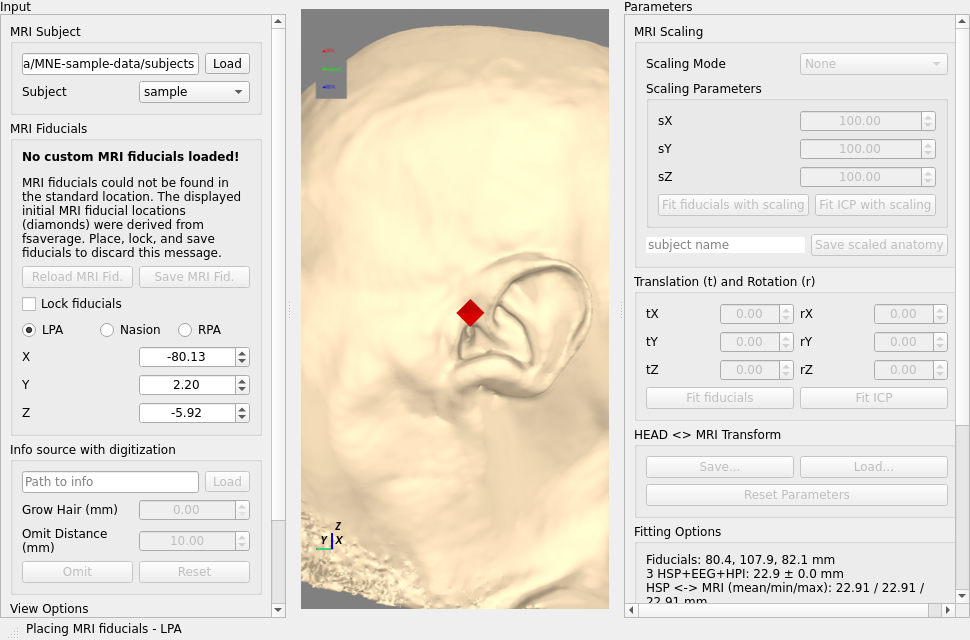 Input
MRI Subject
a/MNE-sample-data/subjects
Load
Subject
sample
MRI Fiducials
No custom MRI fiducials loaded!
MRI fiducials could not be found in
the standard location. The displayed
initial MRI fiducial locations
(diamonds) were derived from
fsaverage. Place, lock, and save
fiducials to discard this message.
Reload MRI Fid.
Save MRI Fid.
Lock fiducials
LPA
Nasion
RPA
X
-80.13
Y
2.20
Z
-5.92
Info source with digitization
Path to info
Load
Grow Hair (mm)
0.00
Omit Distance
(mm)
10.00
Omit
Reset
View Options
Placing MRI fiducials - LPA
Z
Y
X
Parameters
MRI Scaling
Scaling Mode
None
Scaling Parameters
sX
100.00
sY
100.00
sZ
100.00
Fit fiducials with scaling
Fit ICP with scaling
subject name
Save scaled anatomy
Translation (t) and Rotation (r)
tX
0.00
rX
0.00
tY
0.00
rY
0.00
tZ
0.00
rZ
0.00
Fit fiducials
Fit ICP
HEAD <> MRI Transform
Save...
Load...
Reset Parameters
Fitting Options
Fiducials: 80.4, 107.9, 82.1 mm
3 HSP+EEG+HPI: 22.9 ± 0.0 mm
HSP <-> MRI (mean/min/max): 22.91 / 22.91 /
22.91 mm